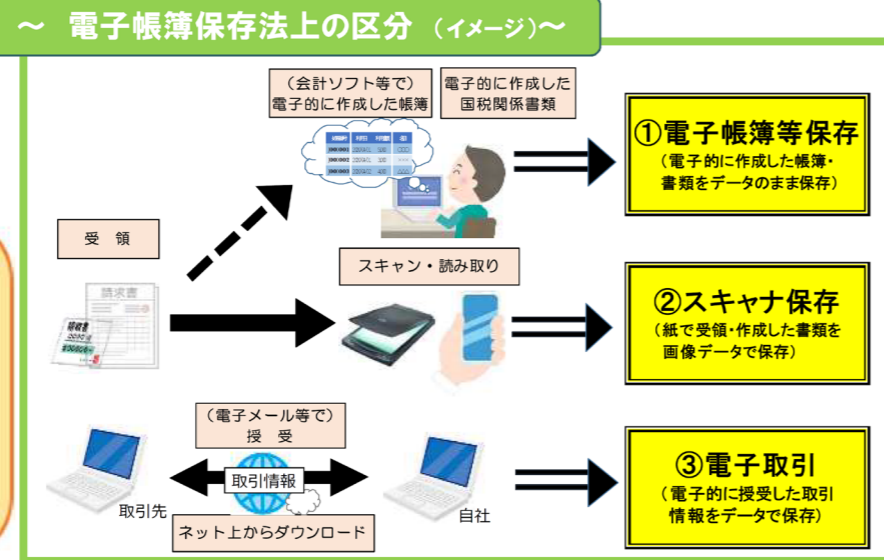 ～ 電子帳簿保存法上の区分 （イメージ）～
（会計ソフト等で）
電子的に作成した帳簿
電子的に作成した
国税関係書類
①電子帳簿等保存
（電子的に作成した帳簿・
書類をデータのまま保存）
受 領
請求書
領収書
スキャン・読み取り
②スキャナ保存
（紙で受領・作成した書類を
画像データで保存）
（電子メール等で）
授 受
取引情報
取引先
自社
ネット上からダウンロード
③電子取引
（電子的に授受した取引
情報をデータで保存）